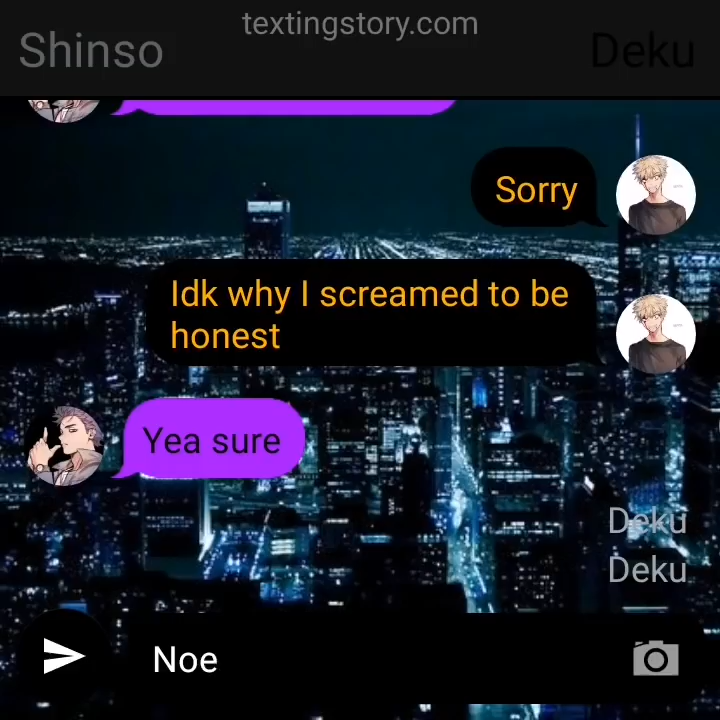 textingstory.com
Shinso
Deku
Sorry
Idk why I screamed to be
honest
Yea sure
Deku
Deku
Noe